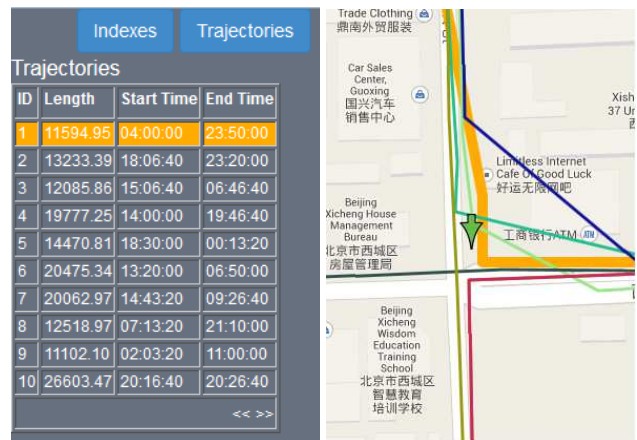 Indexes
Trajectories
Trajectories
ID Length Start Time End Time
1 11594.95 04:00:00 23:50:00
2 13233.39 18:06:40 23:20:00
3 12085.86 15:06:40 06:46:40
4 19777.25 14:00:00 19:46:40
5 14470.81 18:30:00 00:13:20
6 20475.34 13:20:00 06:50:00
7 20062.97 14:43:20 09:26:40
8 12518.97 07:13:20 21:10:00
9 11102.10 02:03:20 11:00:00
10 26603.47 20:16:40 20:26:40
<< >>
Trade Clothing
鼎南外贸服装
Car Sales
Center,
Guoxing
国兴汽车
销售中心
Xish
37 Un
西
Limitless Internet
Cafe Of Good Luck
好运无限网吧
Beijing
Xicheng House
Management
Bureau
北京市西城区
房屋管理局
工商银行ATM
ATM
Beijing
Xicheng
Wisdom
Education
Training
School
北京市西城区
智慧教育
培训学校